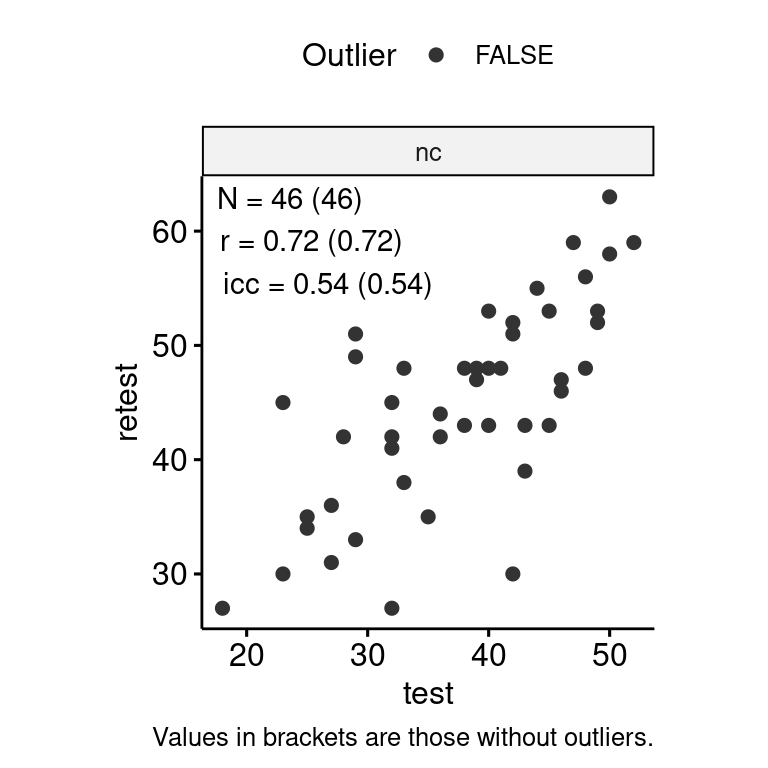 Outlier FALSE
nc
N = 46 (46)
r = 0.72 (0.72)
icc = 0.54 (0.54)
60
50
40
30
retest
20 30 40 50
test
Values in brackets are those without outliers.